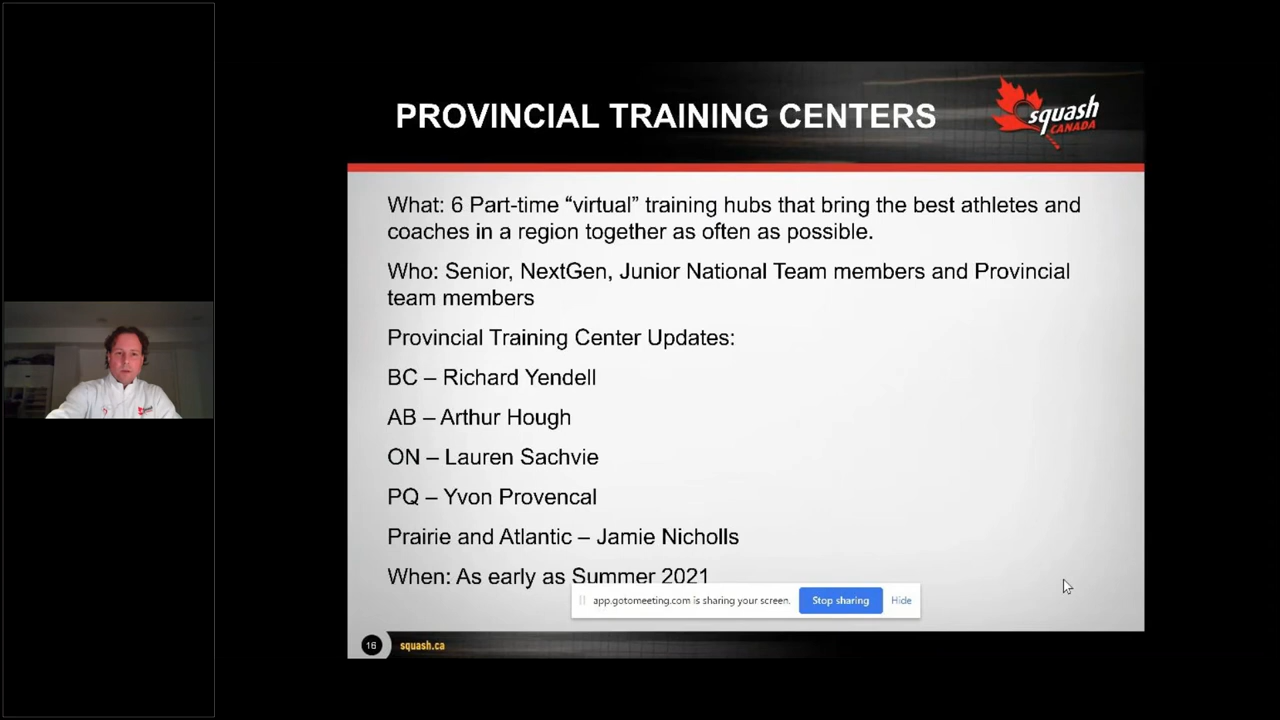 PROVINCIAL TRAINING CENTERS
squash
CANADA
What: 6 Part-time “virtual” training hubs that bring the best athletes and
coaches in a region together as often as possible.
Who: Senior, NextGen, Junior National Team members and Provincial
team members
Provincial Training Center Updates:
BC – Richard Yendell
AB – Arthur Hough
ON – Lauren Sachvie
PQ – Yvon Provencal
Prairie and Atlantic – Jamie Nicholls
When: As early as Summer 2021
app.gotomeeting.com is sharing your screen. Stop sharing Hide
16 squash.ca